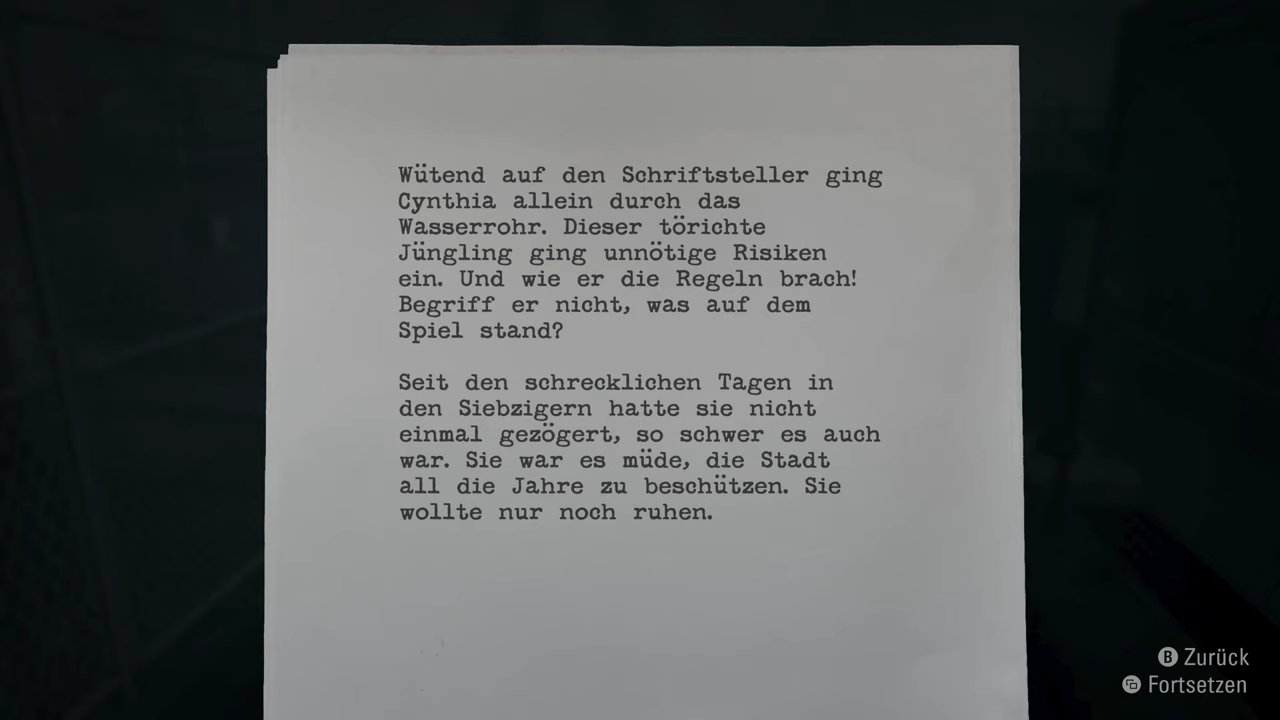 Wütend auf den Schriftsteller ging
Cynthia allein durch das
Wasserrohr. Dieser törichte
Jüngling ging unnötige Risiken
ein. Und wie er die Regeln brach!
Begriff er nicht, was auf dem
Spiel stand?
Seit den schrecklichen Tagen in
den Siebzigern hatte sie nicht
einmal gezögert, so schwer es auch
war. Sie war es müde, die Stadt
all die Jahre zu beschützen. Sie
wollte nur noch ruhen.
B Zurück
Fortsetzen